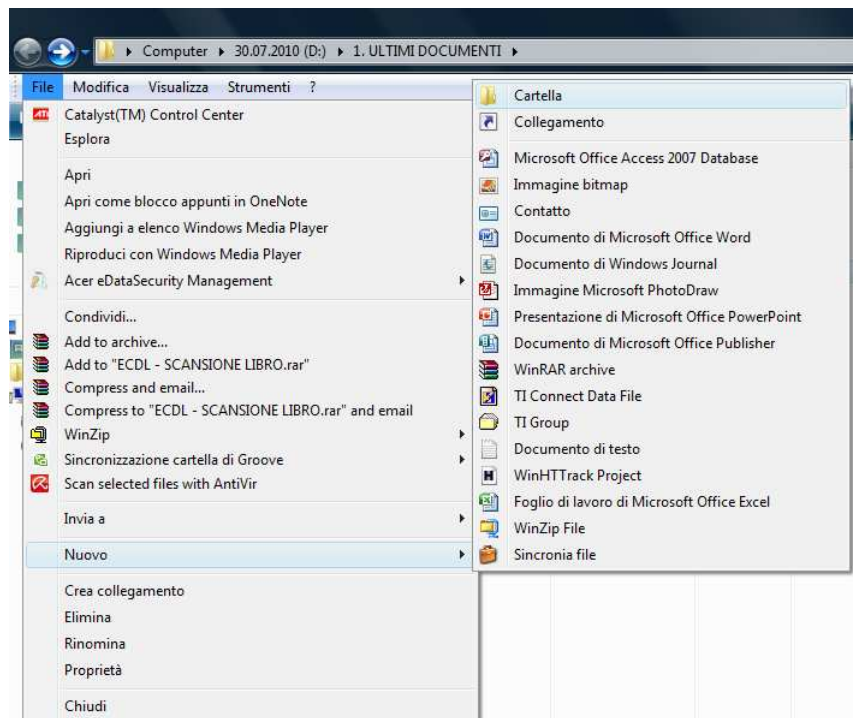 Computer 30.07.2010 (D:) 1. ULTIMI DOCUMENTI
File Modifica Visualizza Strumenti ?
ATI Catalyst(TM) Control Center
Esplora
Apri
Apri come blocco appunti in OneNote
Aggiungi a elenco Windows Media Player
Riproduci con Windows Media Player
Acer eDataSecurity Management
Condividi...
Add to archive...
Add to "ECDL - SCANSIONE LIBRO.rar"
Compress and email...
Compress to "ECDL - SCANSIONE LIBRO.rar" and email
WinZip
Sincronizzazione cartella di Groove
Scan selected files with AntiVir
Invia a
Nuovo
Crea collegamento
Elimina
Rinomina
Proprietà
Chiudi
Cartella
Collegamento
Microsoft Office Access 2007 Database
Immagine bitmap
Contatto
Documento di Microsoft Office Word
Documento di Windows Journal
Immagine Microsoft PhotoDraw
Presentazione di Microsoft Office PowerPoint
Documento di Microsoft Office Publisher
WinRAR archive
TI Connect Data File
TI Group
Documento di testo
WinHTTrack Project
Foglio di lavoro di Microsoft Office Excel
WinZip File
Sincronia file